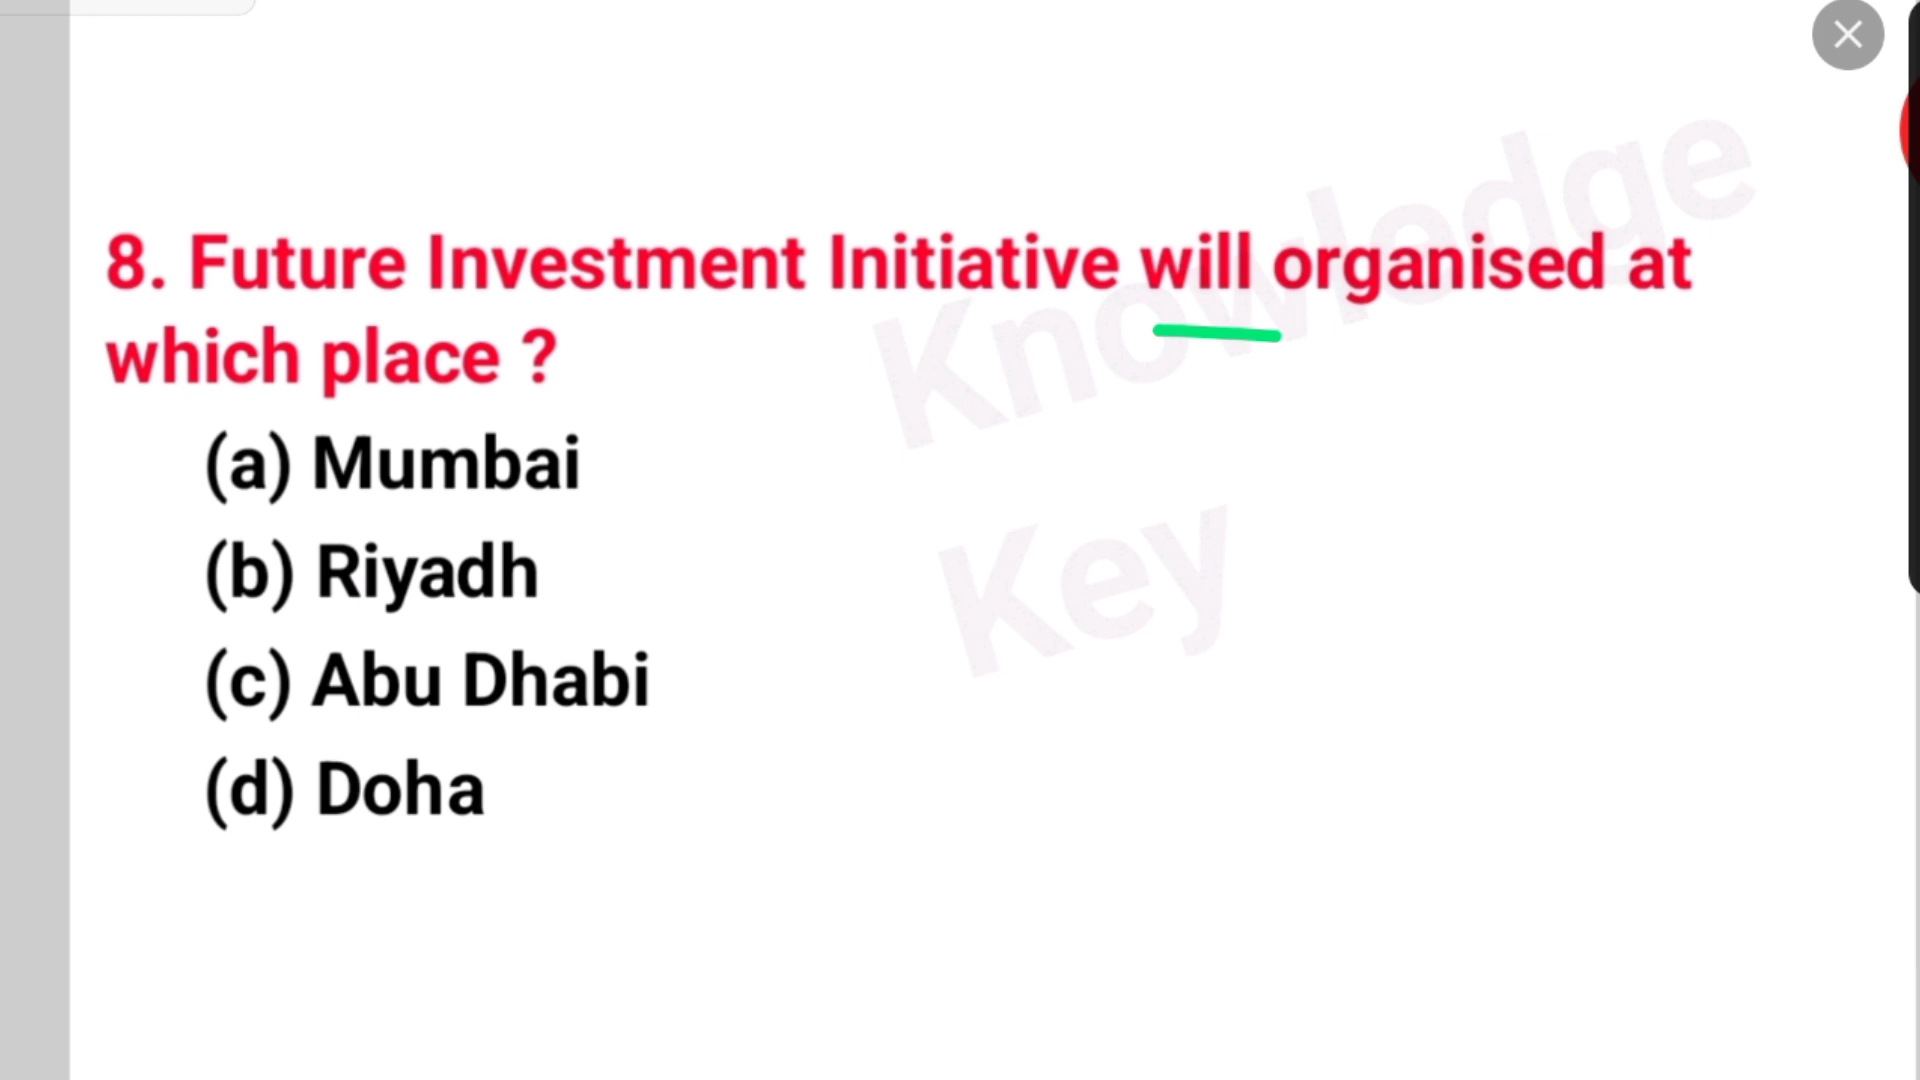 8. Future Investment Initiative will organised at
which place ?
(a) Mumbai
(b) Riyadh
(c) Abu Dhabi
(d) Doha
Knowledge
Key